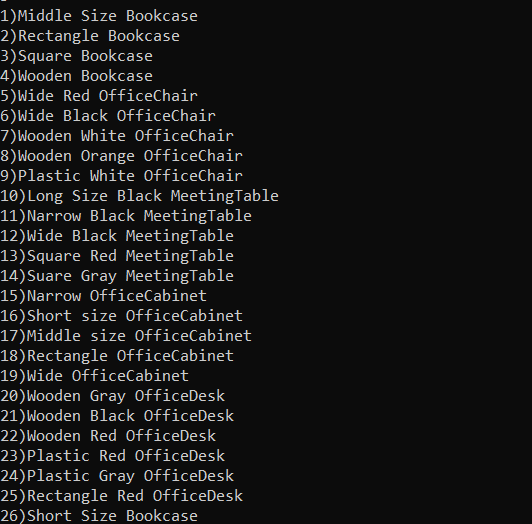 1)Middle Size Bookcase
2)Rectangle Bookcase
3)Square Bookcase
4)Wooden Bookcase
5)Wide Red OfficeChair
6)Wide Black OfficeChair
7)Wooden White OfficeChair
8)Wooden Orange OfficeChair
9)Plastic White OfficeChair
10)Long Size Black MeetingTable
11)Narrow Black MeetingTable
12)Wide Black MeetingTable
13)Square Red MeetingTable
14)Suare Gray MeetingTable
15)Narrow OfficeCabinet
16)Short size OfficeCabinet
17)Middle size OfficeCabinet
18)Rectangle OfficeCabinet
19)Wide OfficeCabinet
20)Wooden Gray OfficeDesk
21)Wooden Black OfficeDesk
22)Wooden Red OfficeDesk
23)Plastic Red OfficeDesk
24)Plastic Gray OfficeDesk
25)Rectangle Red OfficeDesk
26)Short Size Bookcase